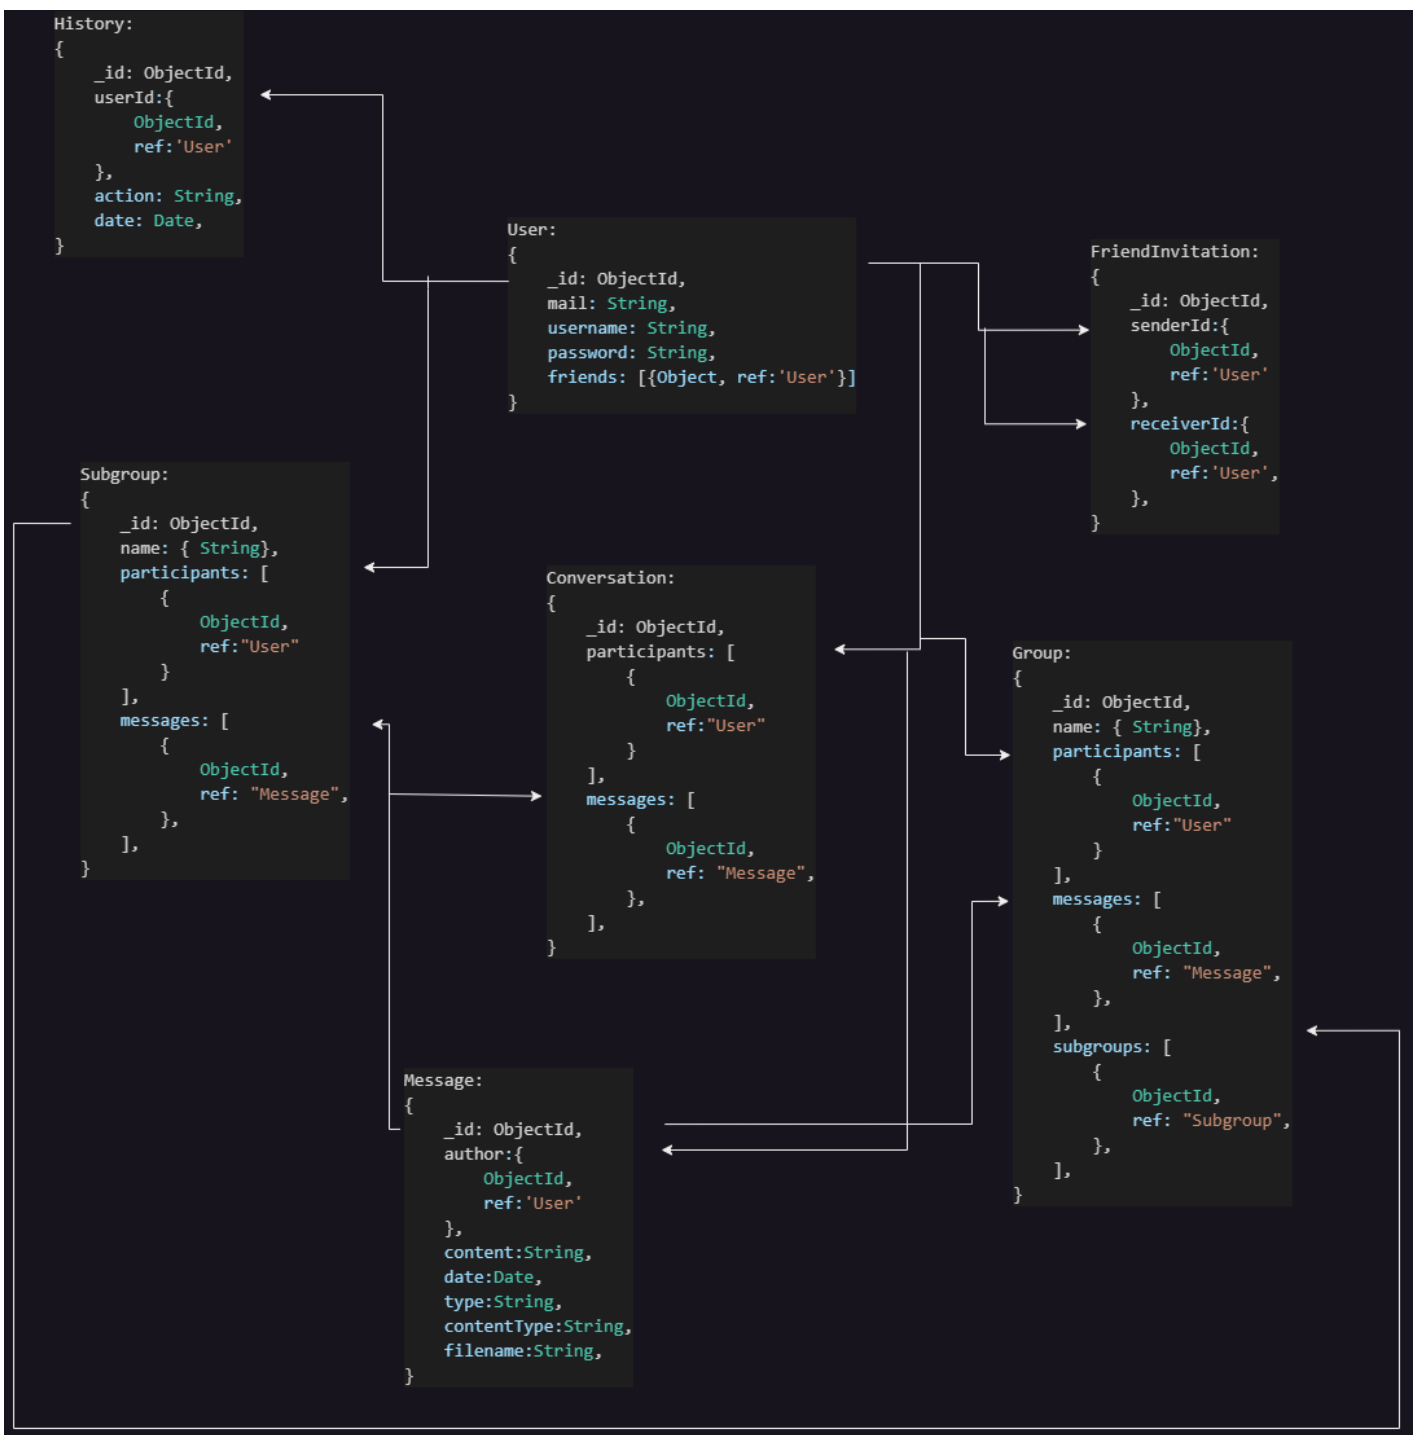 History:
{
_id: ObjectId,
userId:{
ObjectId,
ref:'User'
},
action: String,
date: Date,
}
User:
{
_id: ObjectId,
mail: String,
username: String,
password: String,
friends: [{Object, ref:'User'}]
}
FriendInvitation:
{
_id: ObjectId,
senderId:{
ObjectId,
ref:'User'
},
receiverId:{
ObjectId,
ref:'User',
},
}
Subgroup:
{
_id: ObjectId,
name: { String},
participants: [
{
ObjectId,
ref:"User"
}
],
messages: [
{
ObjectId,
ref: "Message",
},
],
}
Conversation:
{
_id: ObjectId,
participants: [
{
ObjectId,
ref:"User"
}
],
messages: [
{
ObjectId,
ref: "Message",
},
],
}
Group:
{
_id: ObjectId,
name: { String},
participants: [
{
ObjectId,
ref:"User"
}
],
messages: [
{
ObjectId,
ref: "Message",
},
],
subgroups: [
{
ObjectId,
ref: "Subgroup",
},
],
}
Message:
{
_id: ObjectId,
author:{
ObjectId,
ref:'User'
},
content:String,
date:Date,
type:String,
contentType:String,
filename:String,
}